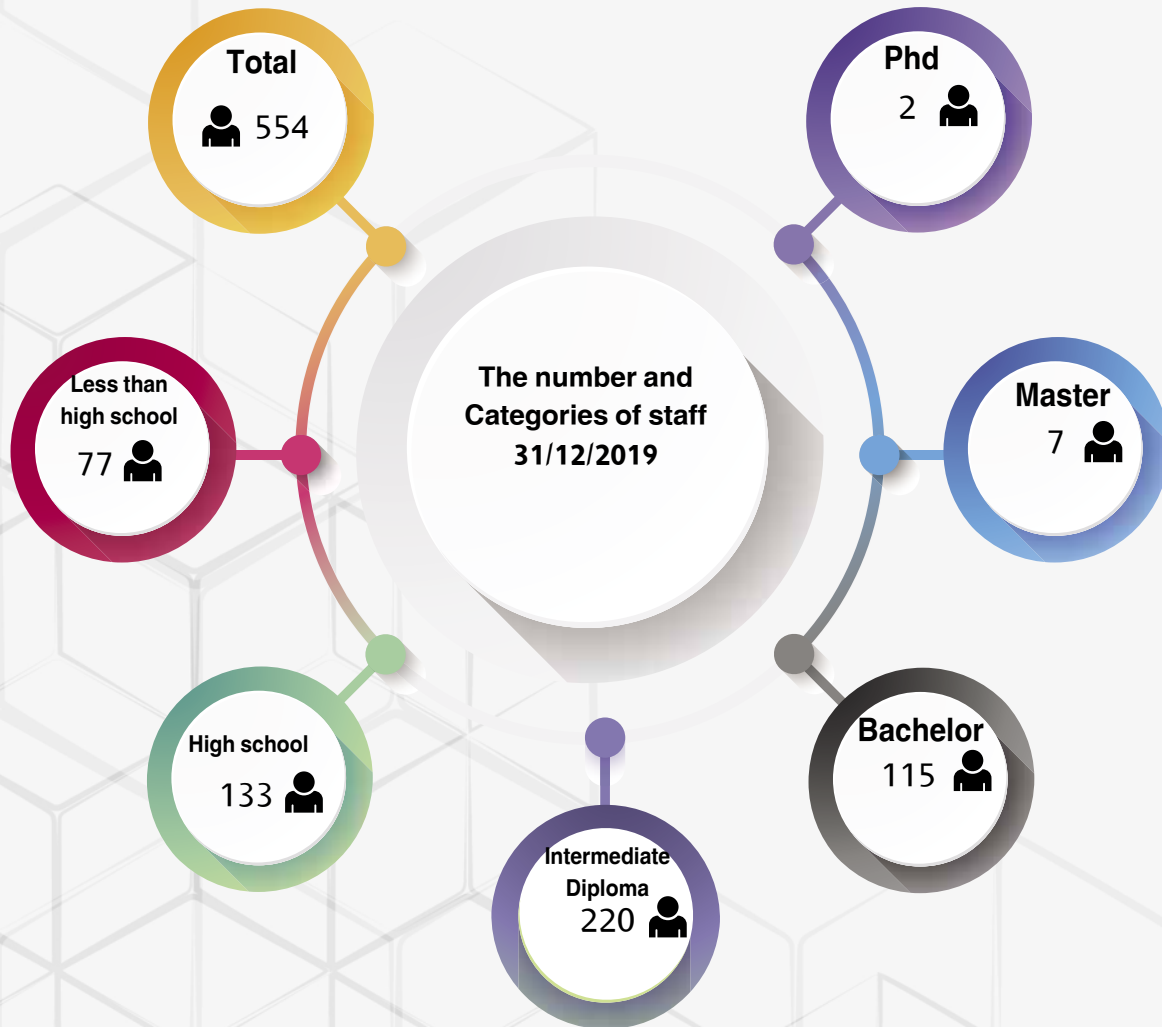 Total
554
Phd
2
Less than
high school
77
The number and
Categories of staff
31/12/2019
Master
7
High school
133
Bachelor
115
Intermediate
Diploma
220